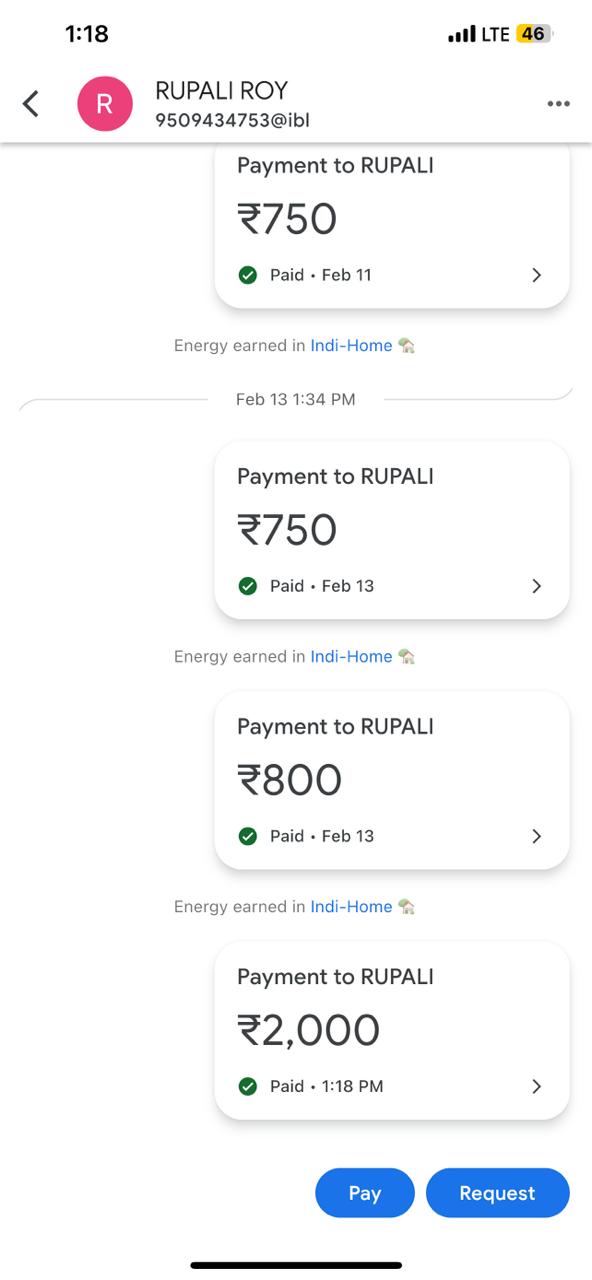 1:18
LTE 46
R
RUPALI ROY
9509434753@ibl
Payment to RUPALI
₹750
Paid • Feb 11
Energy earned in Indi-Home
Feb 13 1:34 PM
Payment to RUPALI
₹750
Paid • Feb 13
Energy earned in Indi-Home
Payment to RUPALI
₹800
Paid • Feb 13
Energy earned in Indi-Home
Payment to RUPALI
₹2,000
Paid • 1:18 PM
Pay Request